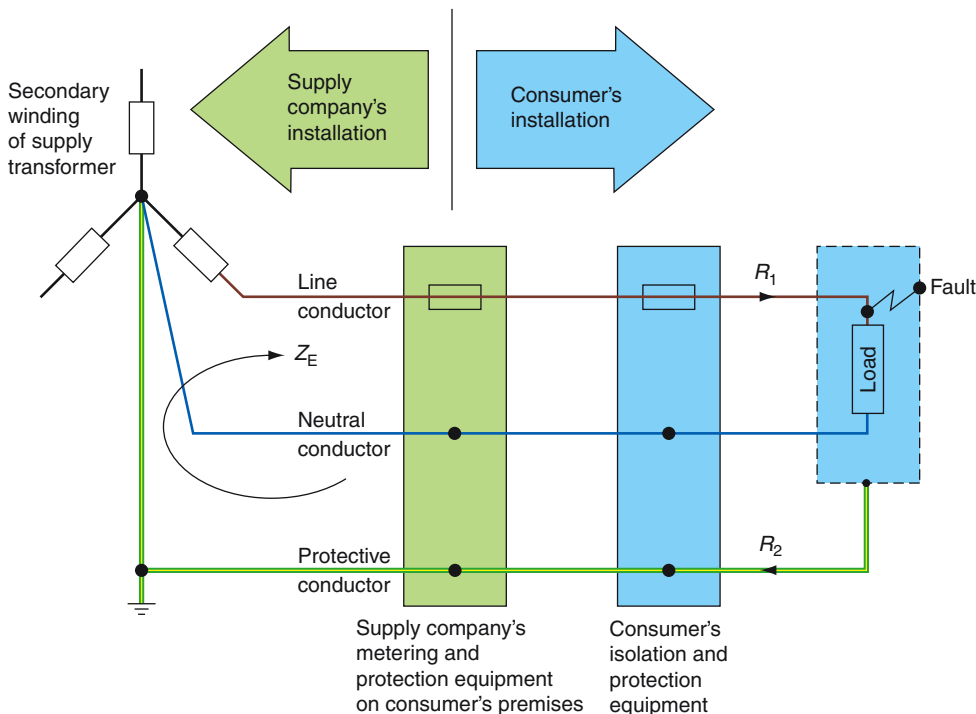 Secondary
winding
of supply
transformer
Supply
company's
installation
Consumer's
installation
Line
conductor
R1
Fault
ZE
Load
Neutral
conductor
Protective
conductor
R2
Supply company's
metering and
protection equipment
on consumer's premises
Consumer's
isolation and
protection
equipment